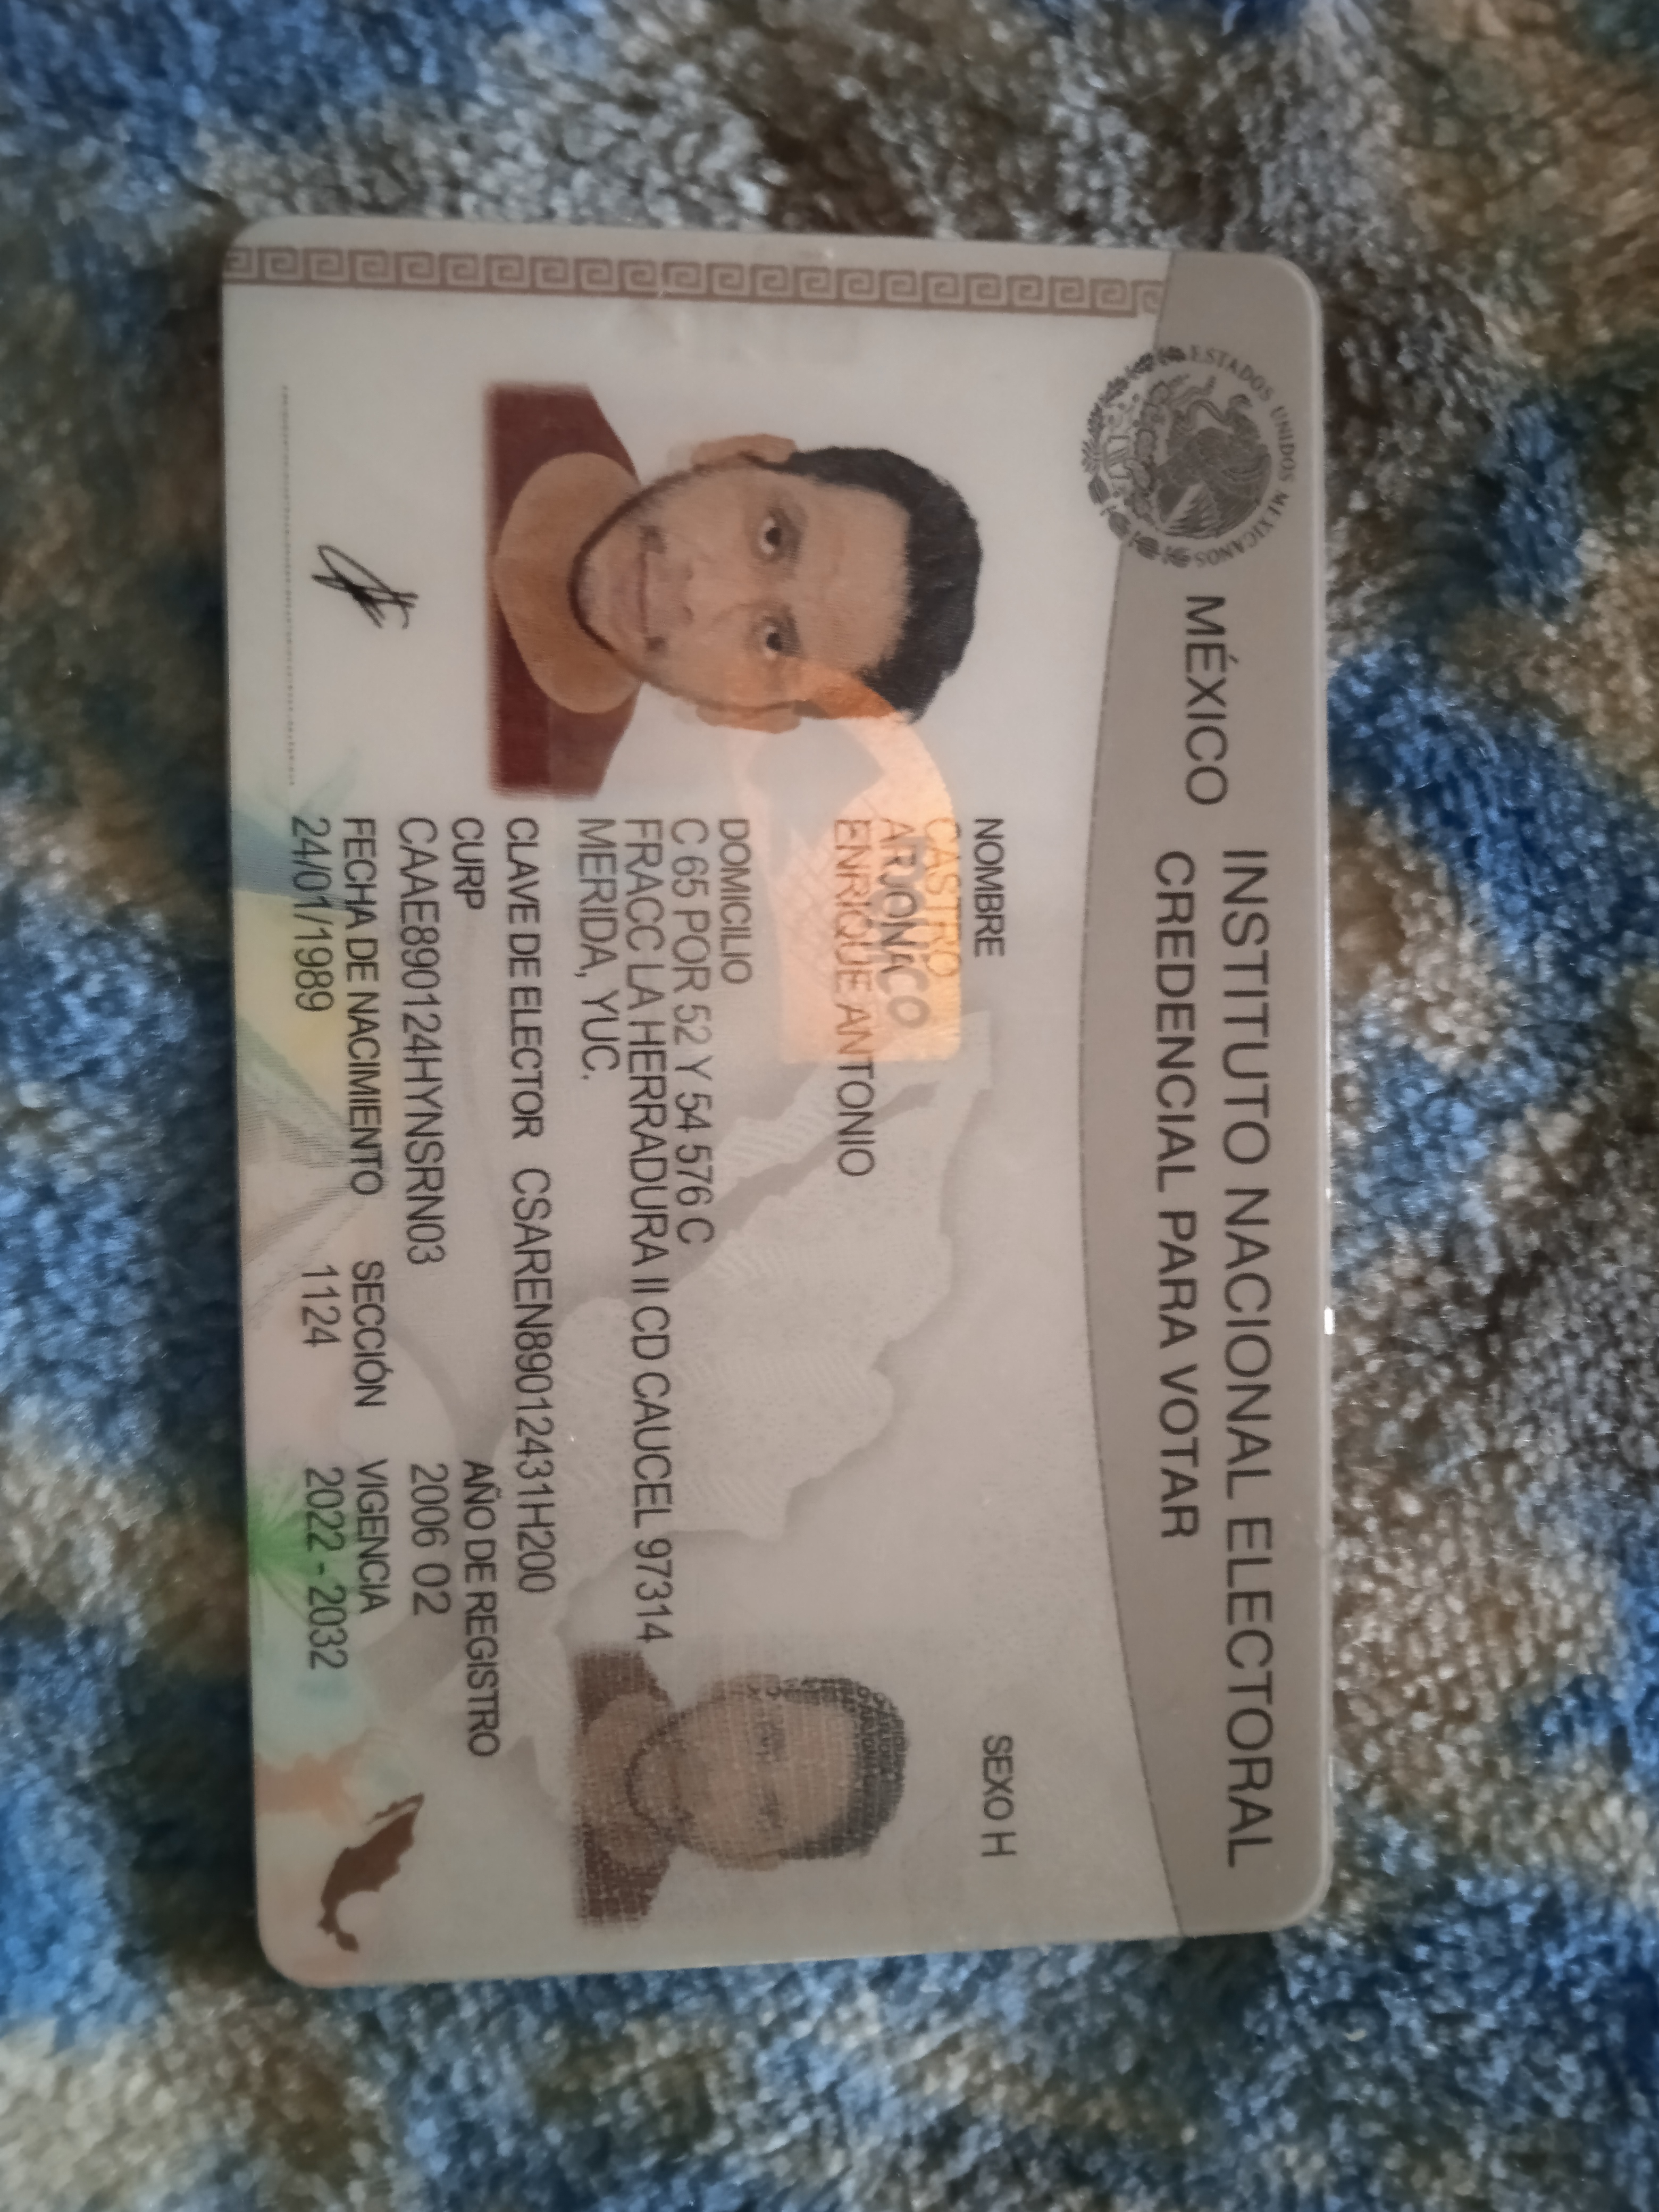 ESTADOS UNIDOS MEXICANOS
MÉXICO
INSTITUTO NACIONAL ELECTORAL
CREDENCIAL PARA VOTAR
NOMBRE
CASTRO
ARJONA
ENRIQUE ANTONIO
SEXO H
DOMICILIO
C 65 POR 52 Y 54 576 C
FRACC LA HERRADURA II CD CAUCEL 97314
MERIDA, YUC.
CLAVE DE ELECTOR CSAREN89012431H200
CURP
CAAE890124HYNSRN03
AÑO DE REGISTRO
2006 02
FECHA DE NACIMIENTO
24/01/1989
SECCIÓN
1124
VIGENCIA
2022 - 2032